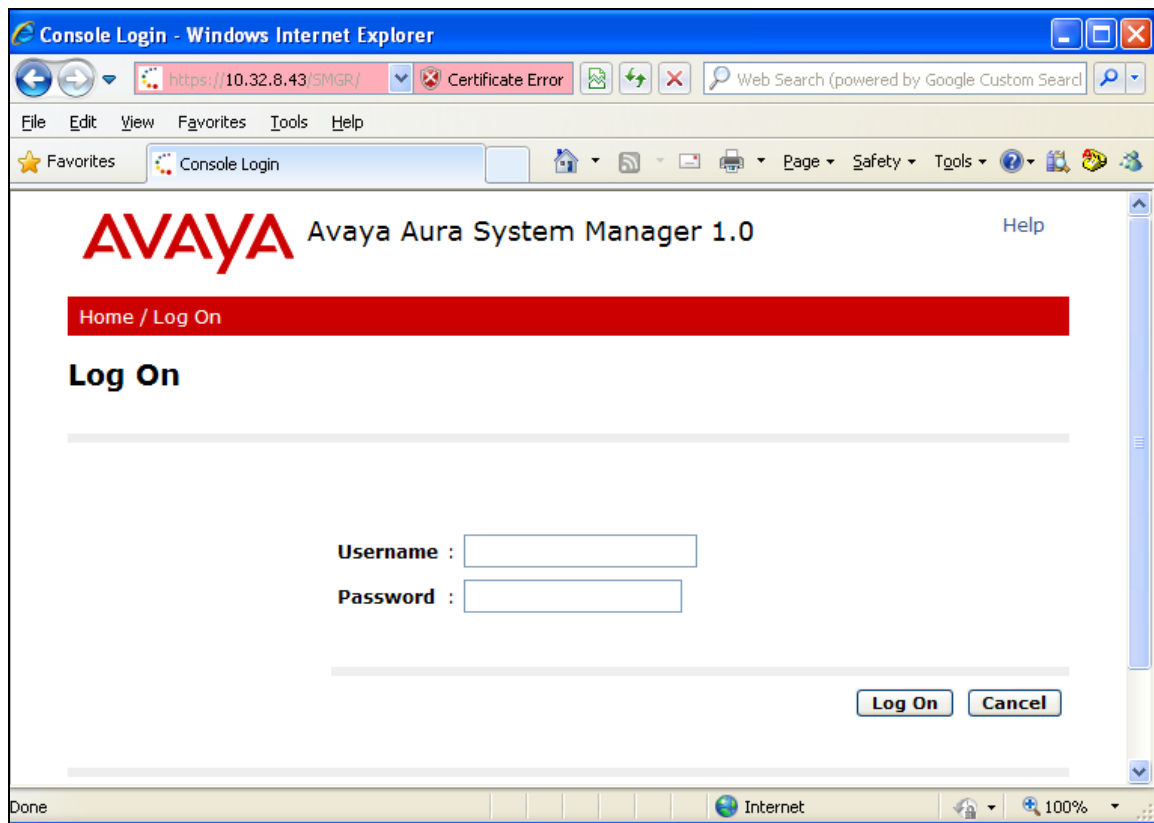 Console Login - Windows Internet Explorer
https://10.32.8.43/SMGR/ Certificate Error Web Search (powered by Google Custom Search
File Edit View Favorites Tools Help
Favorites Console Login Page Safety Tools
AVAYA Avaya Aura System Manager 1.0 Help
Home / Log On
Log On
Username :
Password :
Log On Cancel
Done Internet 100%